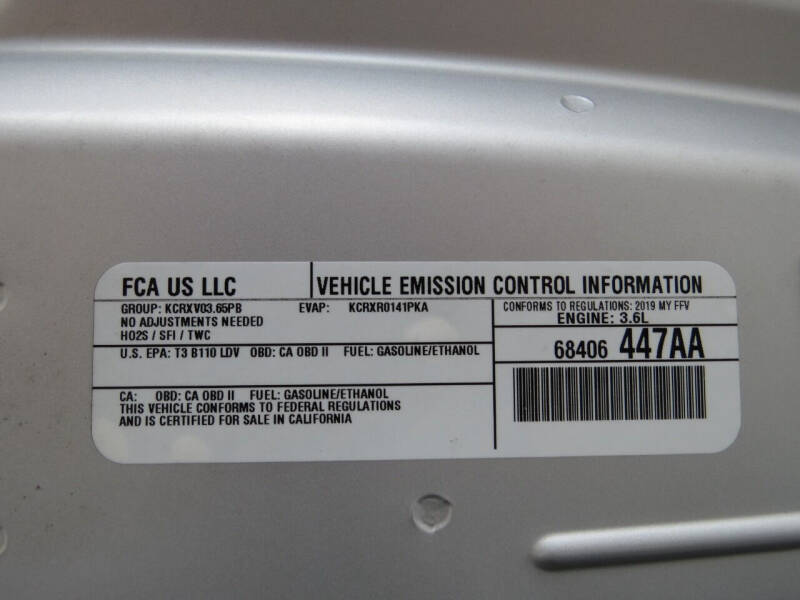 FCA US LLC
VEHICLE EMISSION CONTROL INFORMATION
GROUP: KCRXV03.65PB EVAP: KCRXR0141PKA
NO ADJUSTMENTS NEEDED
HO2S / SFI / TWC
CONFORMS TO REGULATIONS: 2019 MY FFV
ENGINE: 3.6L
U.S. EPA: T3 B110 LDV OBD: CA OBD II FUEL: GASOLINE/ETHANOL
68406 447AA
CA: OBD: CA OBD II FUEL: GASOLINE/ETHANOL
THIS VEHICLE CONFORMS TO FEDERAL REGULATIONS
AND IS CERTIFIED FOR SALE IN CALIFORNIA